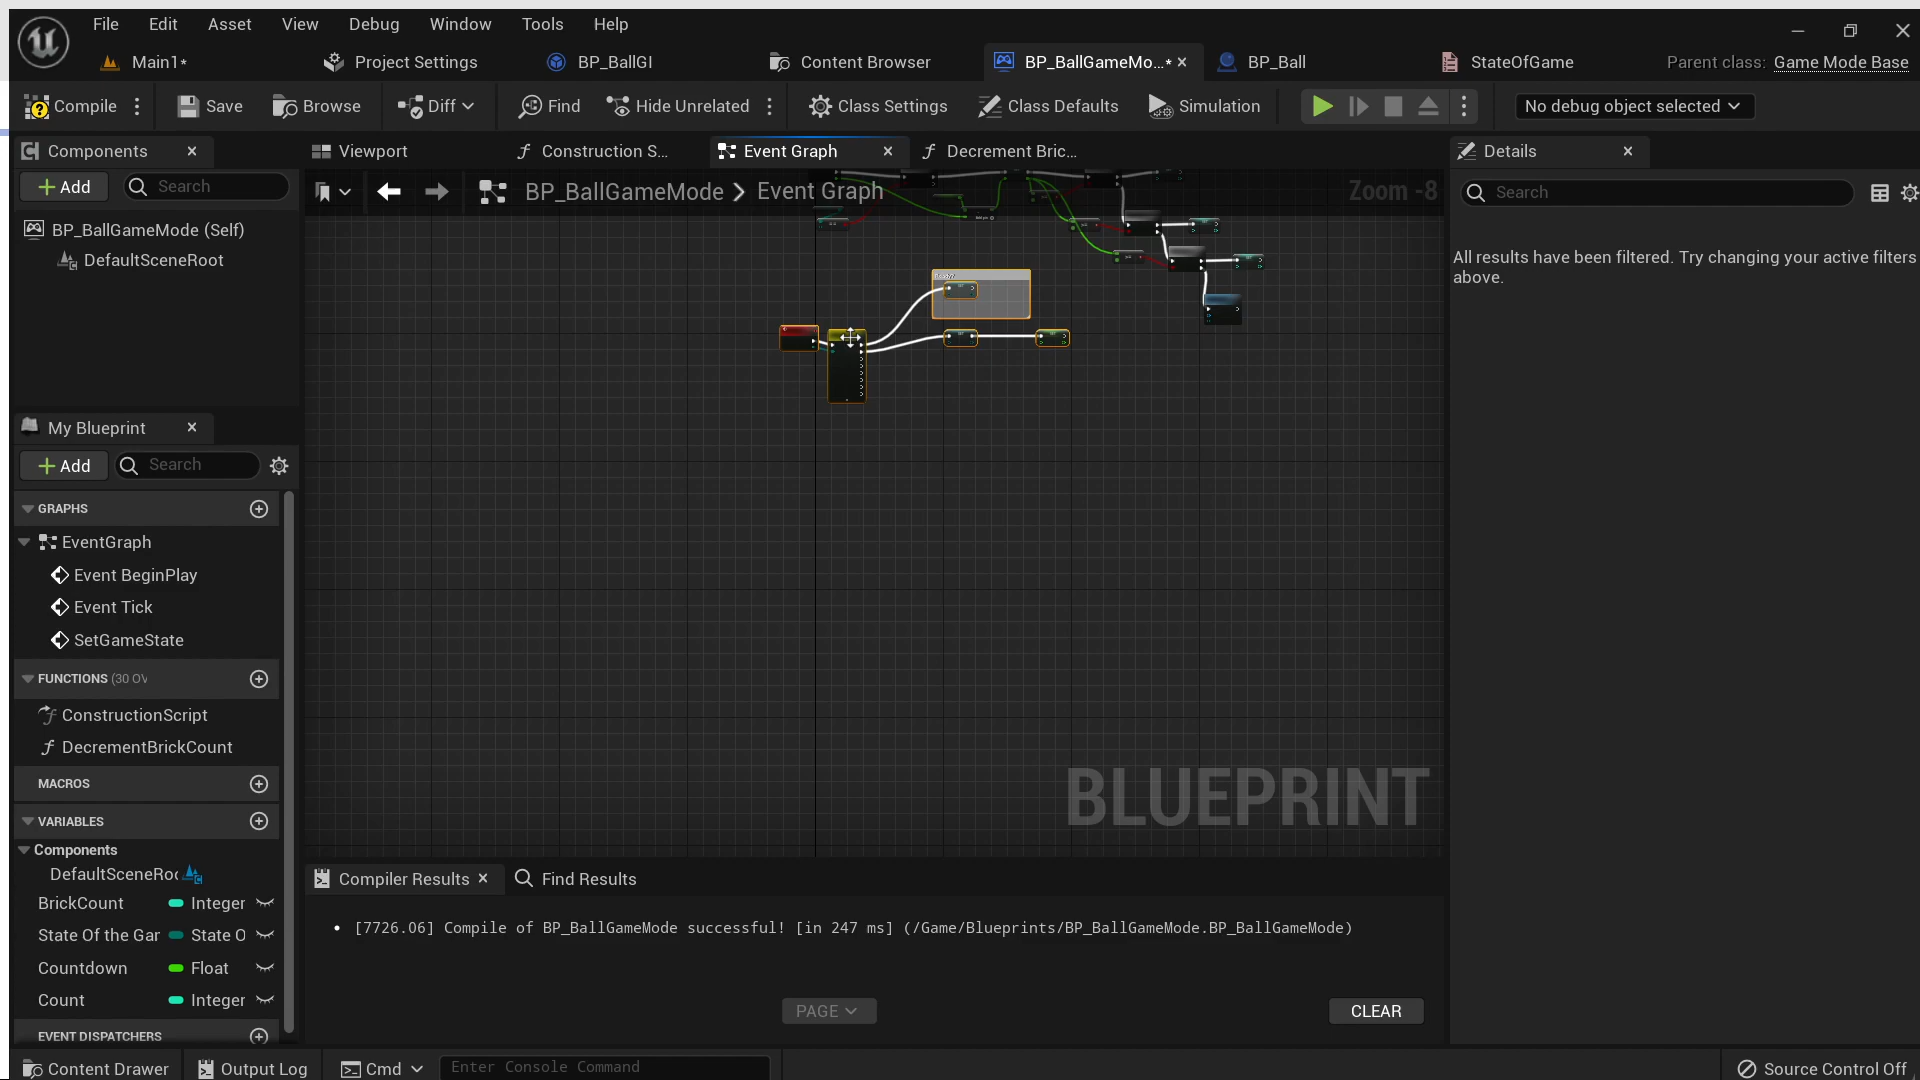 File Edit Asset View Debug Window Tools Help
Main1* Project Settings BP_BallGI Content Browser BP_BallGameMo...* BP_Ball StateOfGame Parent class: Game Mode Base
Compile Save Browse Diff Find Hide Unrelated Class Settings Class Defaults Simulation No debug object selected
Components
Add Search
BP_BallGameMode (Self)
DefaultSceneRoot
Viewport Construction S... Event Graph Decrement Bric...
BP_BallGameMode > Event Graph
Zoom -8
Details
Search
All results have been filtered. Try changing your active filters
above.
My Blueprint
Add Search
GRAPHS
EventGraph
Event BeginPlay
Event Tick
SetGameState
FUNCTIONS (30 OV
ConstructionScript
DecrementBrickCount
MACROS
VARIABLES
Components
DefaultSceneRoo
BrickCount Integer
State Of the Gar State O
Countdown Float
Count Integer
EVENT DISPATCHERS
BLUEPRINT
Compiler Results Find Results
• [7726.06] Compile of BP_BallGameMode successful! [in 247 ms] (/Game/Blueprints/BP_BallGameMode.BP_BallGameMode)
PAGE CLEAR
Content Drawer Output Log Cmd Enter Console Command Source Control Off